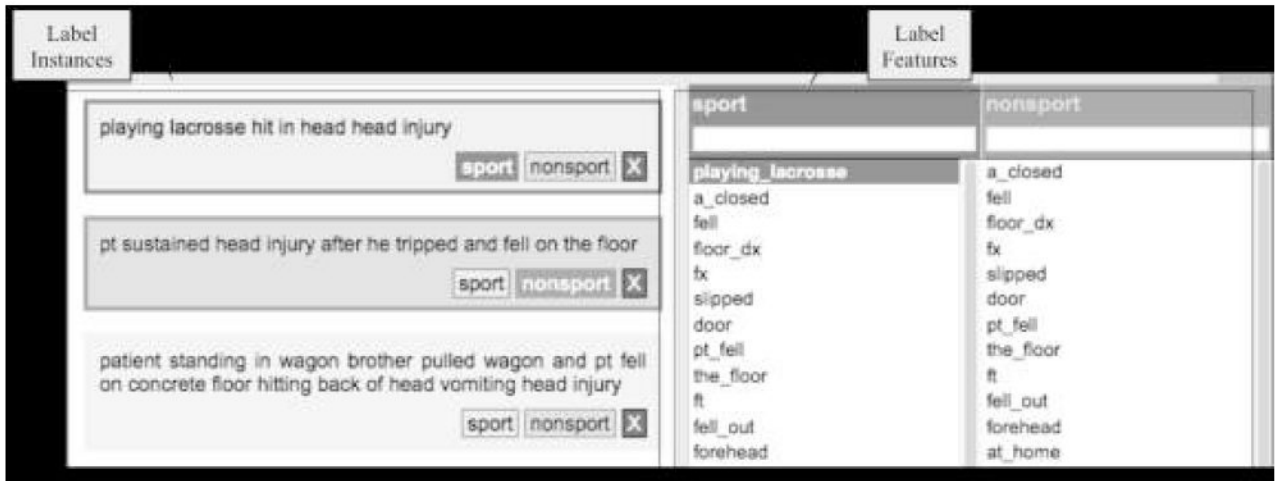 Label
Instances
Label
Features
playing lacrosse hit in head head injury
sport nonsport X
pt sustained head injury after he tripped and fell on the floor
sport nonsport X
patient standing in wagon brother pulled wagon and pt fell
on concrete floor hitting back of head vomiting head injury
sport nonsport X
sport
playing_lacrosse
a_closed
fell
floor_dx
fx
slipped
door
pt_fell
the_floor
ft
fell_out
forehead
nonsport
a_closed
fell
floor_dx
fx
slipped
door
pt_fell
the_floor
ft
fell_out
forehead
at_home